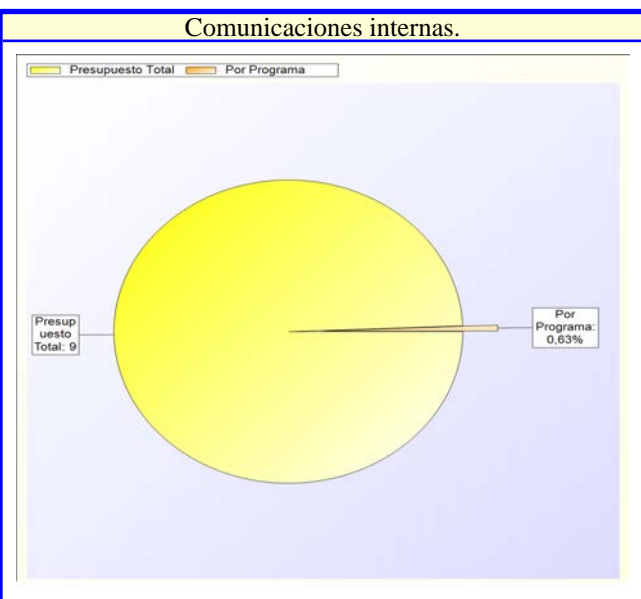 Comunicaciones internas.
Presupuesto Total Por Programa
Presup
uesto
Total: 9
Por
Programa:
0,63%